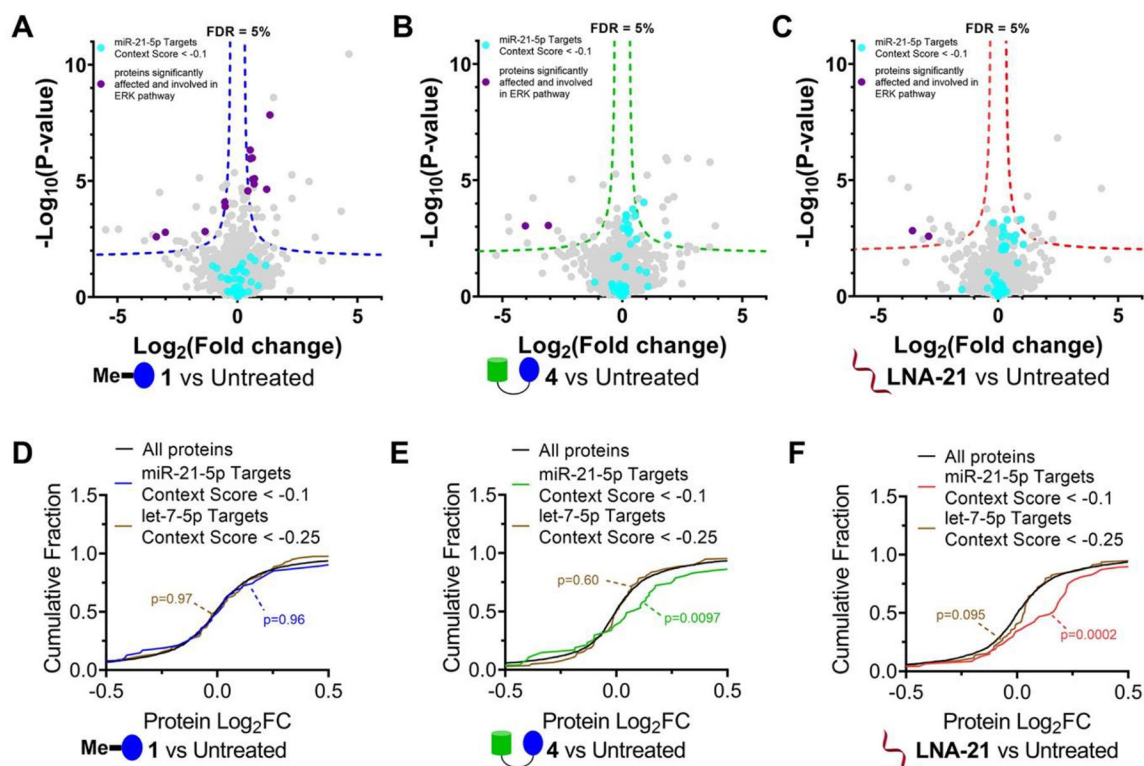 A
FDR = 5%
miR-21-5p Targets
Context Score < -0.1
proteins significantly
affected and involved in
ERK pathway
-Log10(P-value)
10
5
0
-5
0
5
Log2(Fold change)
Me 1 vs Untreated
B
FDR = 5%
miR-21-5p Targets
Context Score < -0.1
proteins significantly
affected and involved
in ERK pathway
-Log10(P-value)
10
5
0
-5
0
5
Log2(Fold change)
4 vs Untreated
C
FDR = 5%
miR-21-5p Targets
Context Score < -0.1
proteins significantly
affected and involved in
ERK pathway
-Log10(P-value)
10
5
0
-5
0
5
Log2(Fold change)
LNA-21 vs Untreated
D
All proteins
miR-21-5p Targets
Context Score < -0.1
let-7-5p Targets
Context Score < -0.25
Cumulative Fraction
1.5
1.0
0.5
0.0
p=0.97
p=0.96
-0.5
0.0
0.5
Protein Log2FC
Me 1 vs Untreated
E
All proteins
miR-21-5p Targets
Context Score < -0.1
let-7-5p Targets
Context Score < -0.25
Cumulative Fraction
1.5
1.0
0.5
0.0
p=0.60
p=0.0097
-0.5
0.0
0.5
Protein Log2FC
4 vs Untreated
F
All proteins
miR-21-5p Targets
Context Score < -0.1
let-7-5p Targets
Context Score < -0.25
Cumulative Fraction
1.5
1.0
0.5
0.0
p=0.095
p=0.0002
-0.5
0.0
0.5
Protein Log2FC
LNA-21 vs Untreated